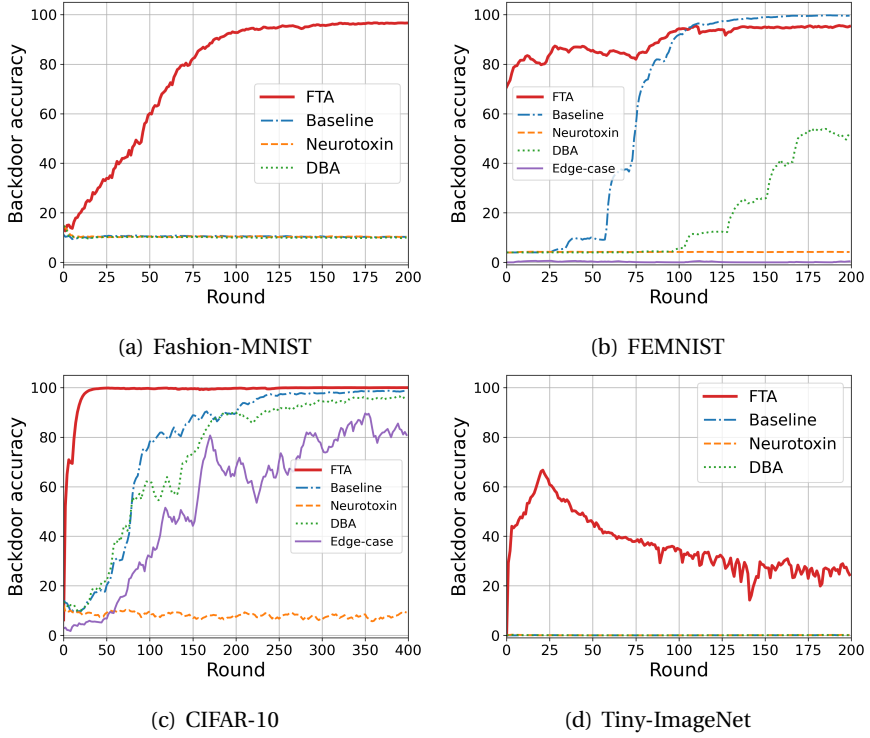 100
80
60
40
20
0
Backdoor accuracy
FTA
Baseline
Neurotoxin
DBA
0 25 50 75 100 125 150 175 200
Round
(a) Fashion-MNIST
100
80
60
40
20
0
Backdoor accuracy
FTA
Baseline
Neurotoxin
DBA
Edge-case
0 25 50 75 100 125 150 175 200
Round
(b) FEMNIST
100
80
60
40
20
0
Backdoor accuracy
FTA
Baseline
Neurotoxin
DBA
Edge-case
0 50 100 150 200 250 300 350 400
Round
(c) CIFAR-10
100
80
60
40
20
0
Backdoor accuracy
FTA
Baseline
Neurotoxin
DBA
0 25 50 75 100 125 150 175 200
Round
(d) Tiny-ImageNet